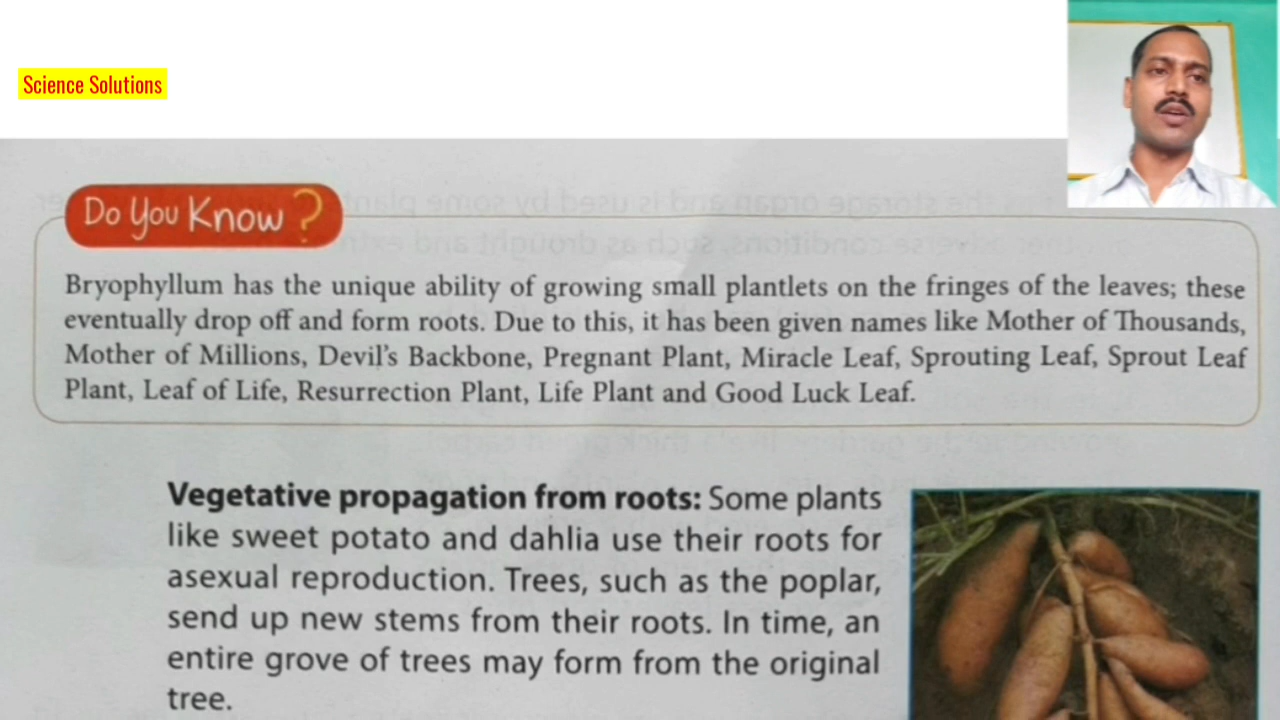 Science Solutions
Do You Know ?
Bryophyllum has the unique ability of growing small plantlets on the fringes of the leaves; these
eventually drop off and form roots. Due to this, it has been given names like Mother of Thousands,
Mother of Millions, Devil's Backbone, Pregnant Plant, Miracle Leaf, Sprouting Leaf, Sprout Leaf
Plant, Leaf of Life, Resurrection Plant, Life Plant and Good Luck Leaf.
Vegetative propagation from roots: Some plants
like sweet potato and dahlia use their roots for
asexual reproduction. Trees, such as the poplar,
send up new stems from their roots. In time, an
entire grove of trees may form from the original
tree.